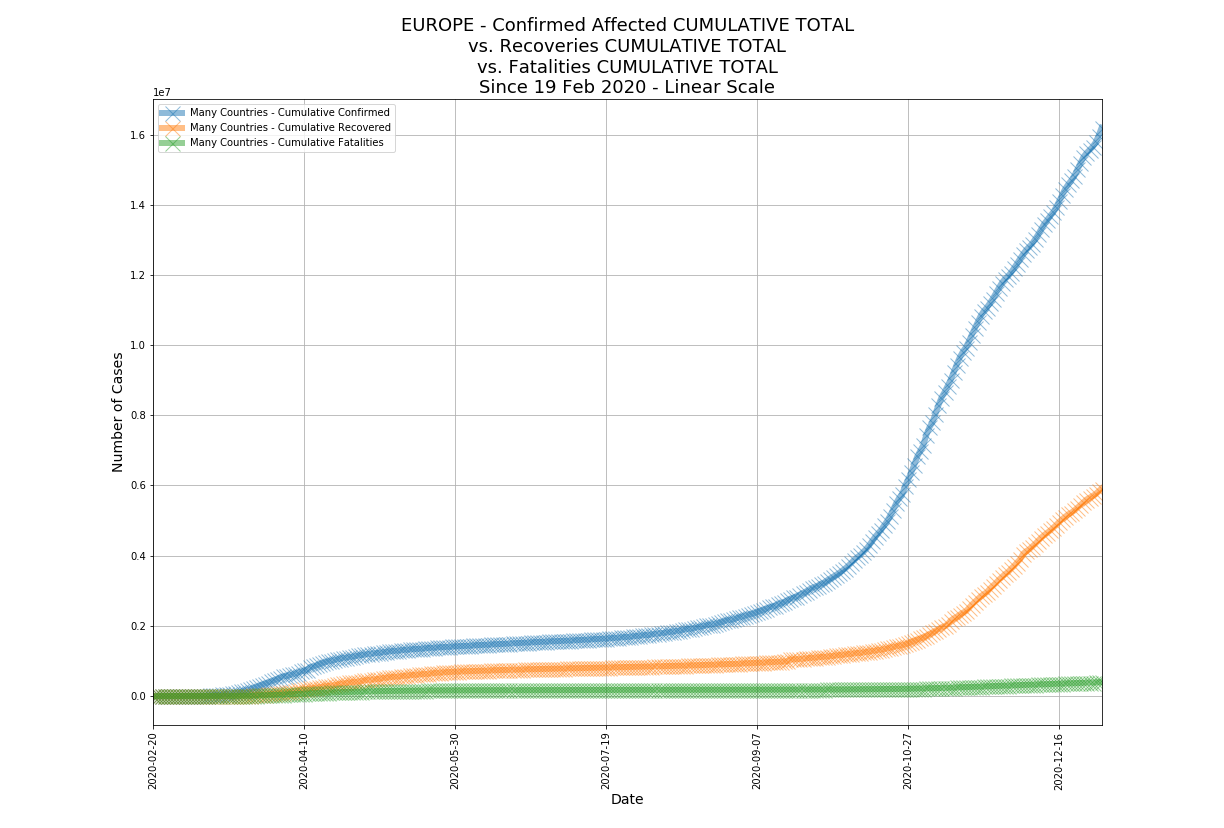 EUROPE - Confirmed Affected CUMULATIVE TOTAL
vs. Recoveries CUMULATIVE TOTAL
vs. Fatalities CUMULATIVE TOTAL
Since 19 Feb 2020 - Linear Scale
1e7
Many Countries - Cumulative Confirmed
Many Countries - Cumulative Recovered
Many Countries - Cumulative Fatalities
1.6
1.4
1.2
1.0
0.8
0.6
0.4
0.2
0.0
Number of Cases
2020-02-20
2020-04-10
2020-05-30
2020-07-19
2020-09-07
2020-10-27
2020-12-16
Date